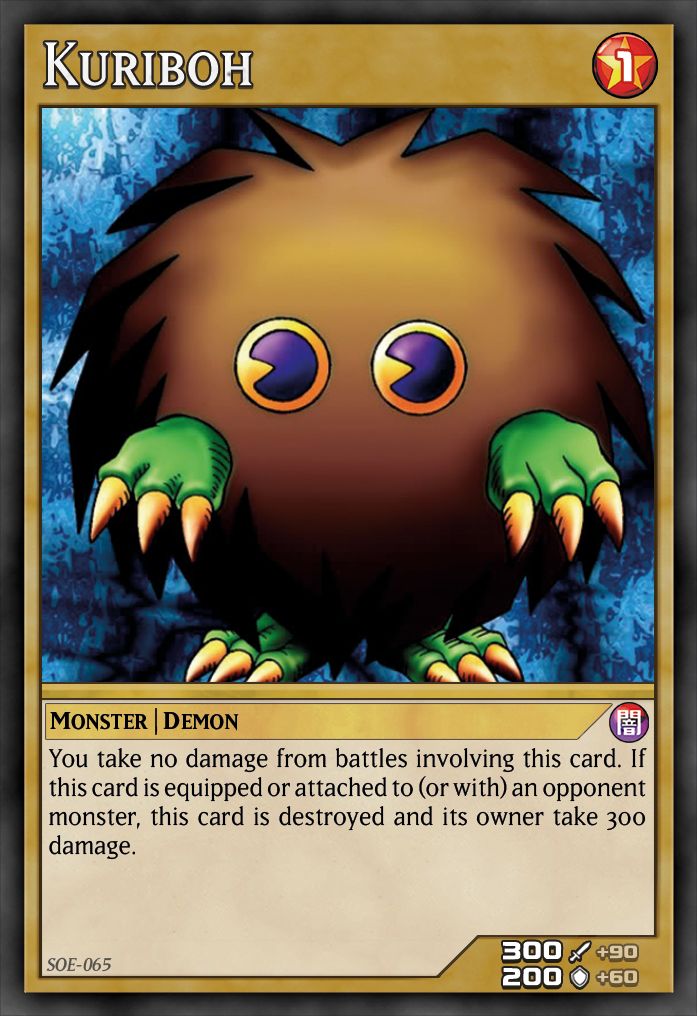 KURIBOH
1
MONSTER | DEMON
闇
You take no damage from battles involving this card. If
this card is equipped or attached to (or with) an opponent
monster, this card is destroyed and its owner take 300
damage.
SOE-065
300 +90
200 +60